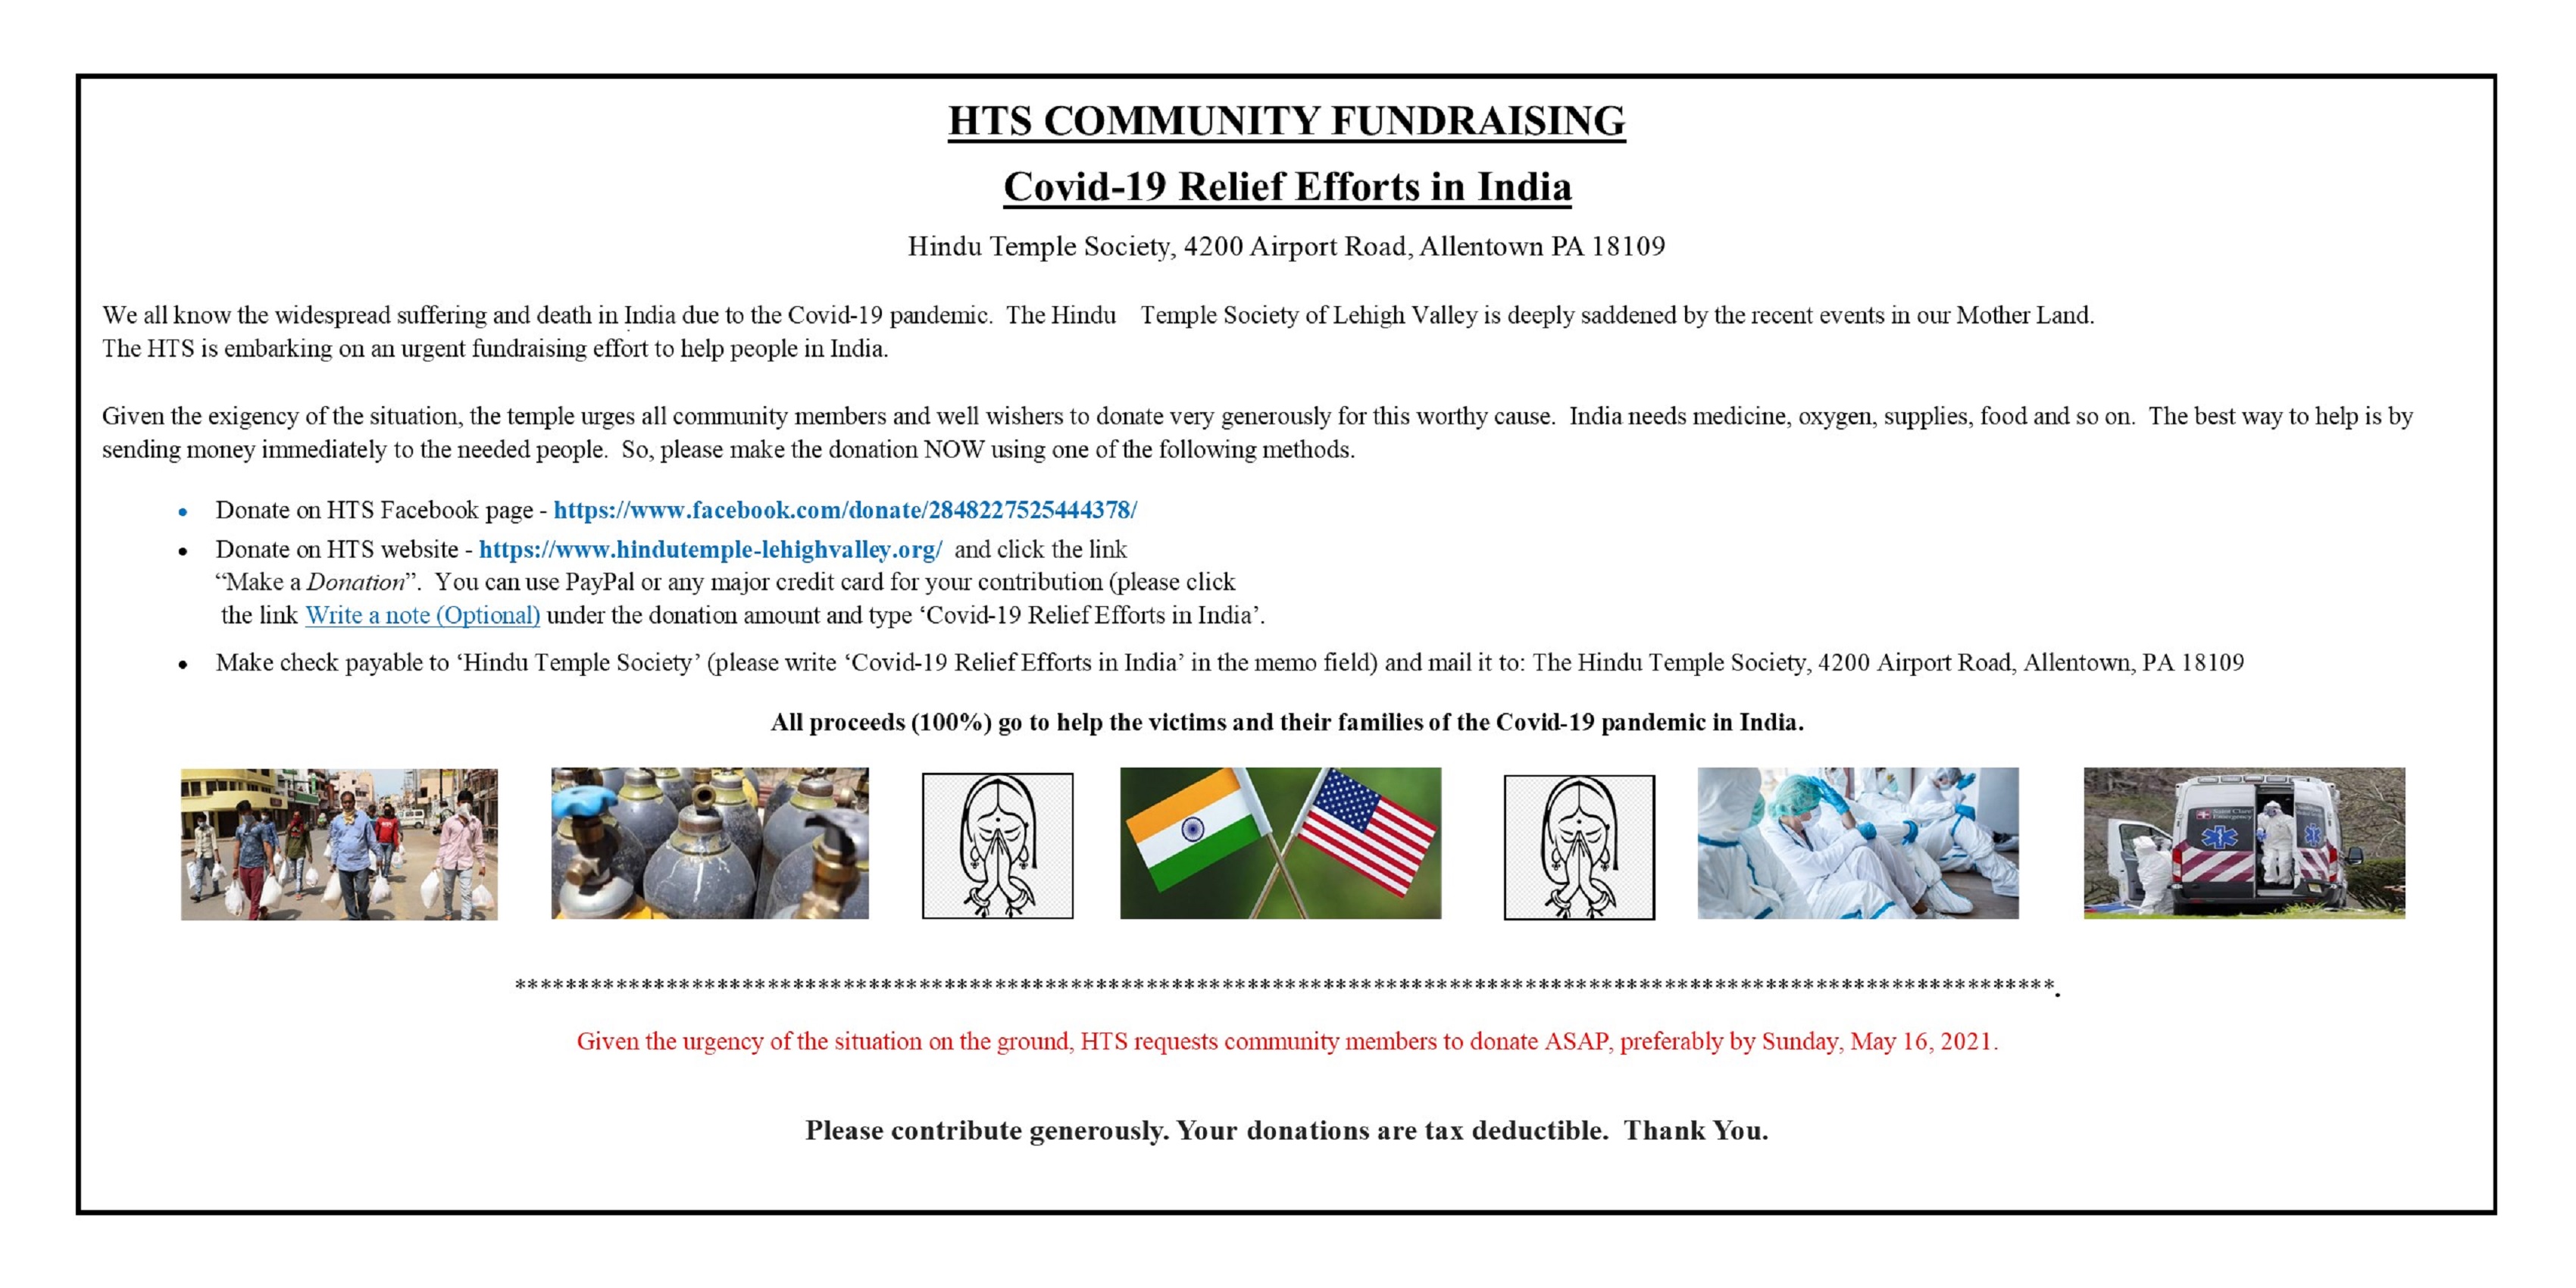 HTS COMMUNITY FUNDRAISING
Covid-19 Relief Efforts in India
Hindu Temple Society, 4200 Airport Road, Allentown PA 18109
We all know the widespread suffering and death in India due to the Covid-19 pandemic. The Hindu Temple Society of Lehigh Valley is deeply saddened by the recent events in our Mother Land.
The HTS is embarking on an urgent fundraising effort to help people in India.
Given the exigency of the situation, the temple urges all community members and well wishers to donate very generously for this worthy cause. India needs medicine, oxygen, supplies, food and so on. The best way to help is by
sending money immediately to the needed people. So, please make the donation NOW using one of the following methods.
• Donate on HTS Facebook page - https://www.facebook.com/donate/2848227525444378/
• Donate on HTS website - https://www.hindutemple-lehighvalley.org/ and click the link
“Make a Donation”. You can use PayPal or any major credit card for your contribution (please click
the link Write a note (Optional) under the donation amount and type ‘Covid-19 Relief Efforts in India’.
• Make check payable to ‘Hindu Temple Society’ (please write ‘Covid-19 Relief Efforts in India’ in the memo field) and mail it to: The Hindu Temple Society, 4200 Airport Road, Allentown, PA 18109
All proceeds (100%) go to help the victims and their families of the Covid-19 pandemic in India.
Given the urgency of the situation on the ground, HTS requests community members to donate ASAP, preferably by Sunday, May 16, 2021.
Please contribute generously. Your donations are tax deductible. Thank You.